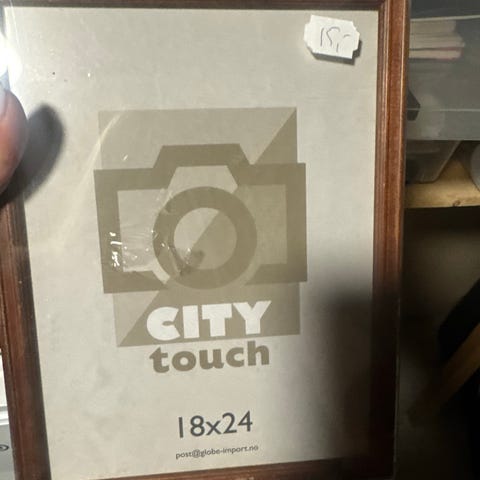 15,-
CITY
touch
18x24
post@globe-import.no